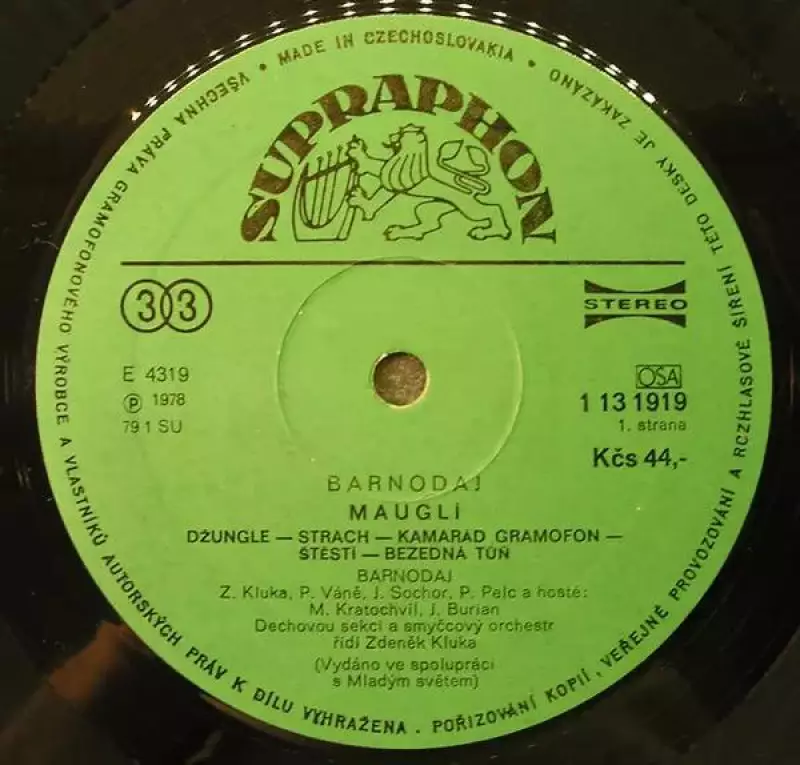 VŠECHNA PRÁVA GRAMOFONOVÉHO VÝROBCE A VLASTNÍKŮ AUTORSKÝCH PRÁV K DÍLU VYHRAŽENA . POŘIZOVÁNÍ KOPIÍ, VEŘEJNÉ PROVOZOVÁNÍ A ROZHLASOVÉ ŠÍŘENÍ TÉTO DESKY JE ZAKÁZÁNO
• MADE IN CZECHOSLOVAKIA •
SUPRAPHON
33
STEREO
E 4319
Ⓟ 1978
79 1 SU
OSA
1 13 1919
1. strana
Kčs 44,-
BARNODAJ
MAUGLÍ
DŽUNGLE — STRACH — KAMARÁD GRAMOFON —
ŠTĚSTÍ — BEZEDNÁ TŮŇ
BARNODAJ
Z. Kluka, P. Váně, J. Sochor, P. Pelc a hosté:
M. Kratochvíl, J. Burian
Dechovou sekci a smyčcový orchestr
řídí Zdeněk Kluka
(Vydáno ve spolupráci
s Mladým světem)